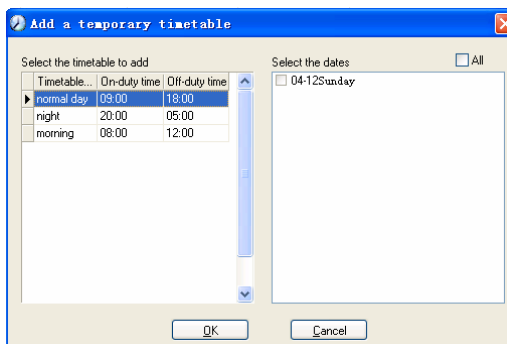 Add a temporary timetable
Select the timetable to add
Timetable... On-duty time Off-duty time
normal day 09:00 18:00
night 20:00 05:00
morning 08:00 12:00
Select the dates All
04-12Sunday
OK Cancel